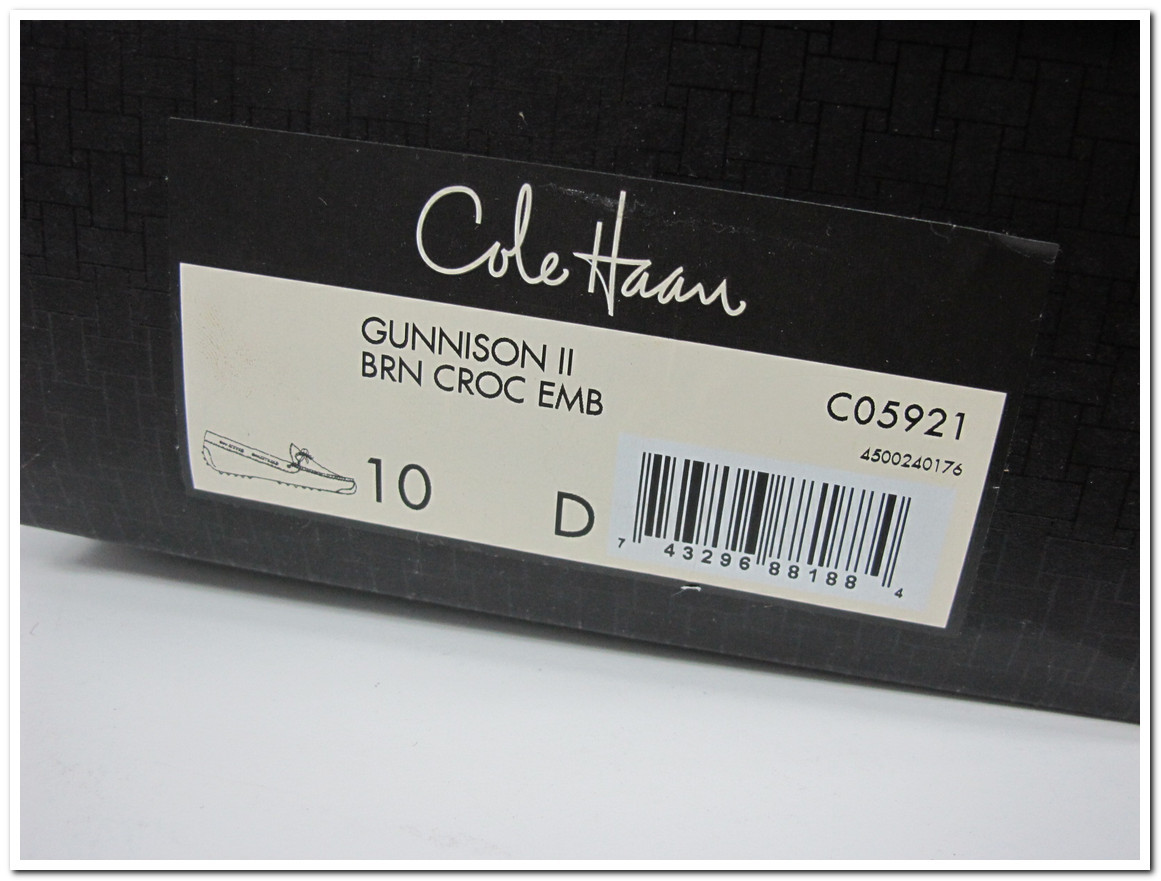 Cole Haan
GUNNISON II
BRN CROC EMB
C05921
4500240176
10
D
7 43296 88188 4